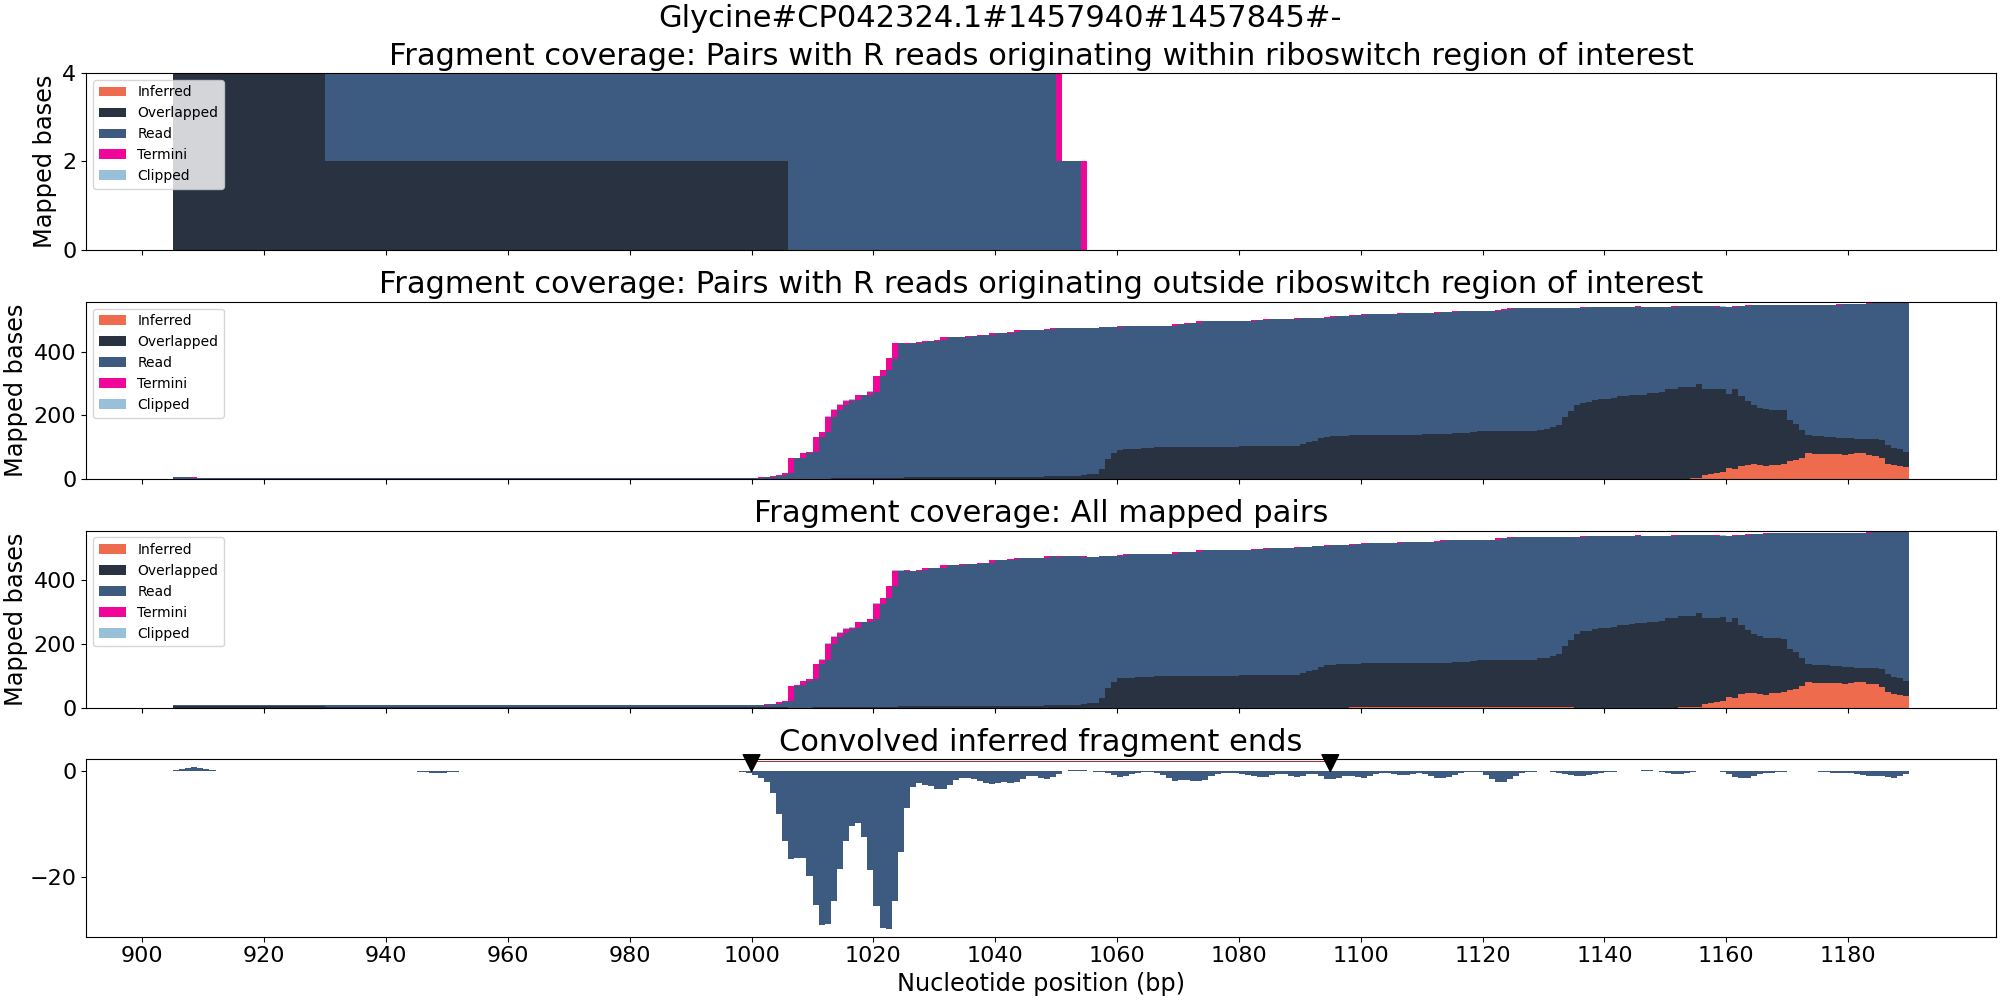 Glycine#CP042324.1#1457940#1457845#-
Fragment coverage: Pairs with R reads originating within riboswitch region of interest
Mapped bases
4
2
0
Inferred
Overlapped
Read
Termini
Clipped
Fragment coverage: Pairs with R reads originating outside riboswitch region of interest
Mapped bases
400
200
0
Inferred
Overlapped
Read
Termini
Clipped
Fragment coverage: All mapped pairs
Mapped bases
400
200
0
Inferred
Overlapped
Read
Termini
Clipped
Convolved inferred fragment ends
0
−20
900 920 940 960 980 1000 1020 1040 1060 1080 1100 1120 1140 1160 1180
Nucleotide position (bp)